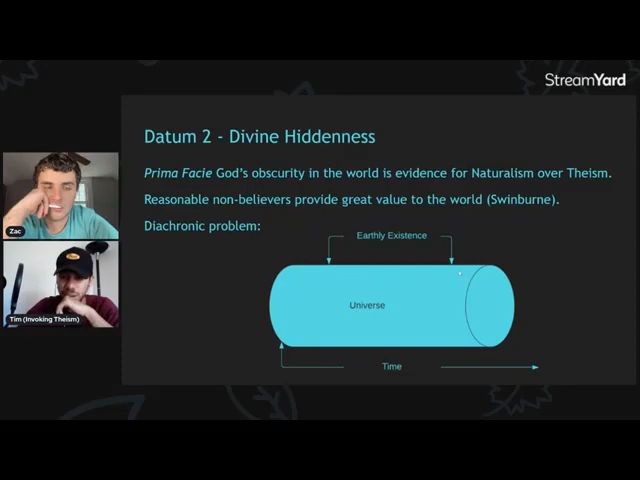 StreamYard
Datum 2 - Divine Hiddenness
Prima Facie God's obscurity in the world is evidence for Naturalism over Theism.
Reasonable non-believers provide great value to the world (Swinburne).
Diachronic problem:
Earthly Existence
Universe
Time
Zac
Tim (Invoking Theism)